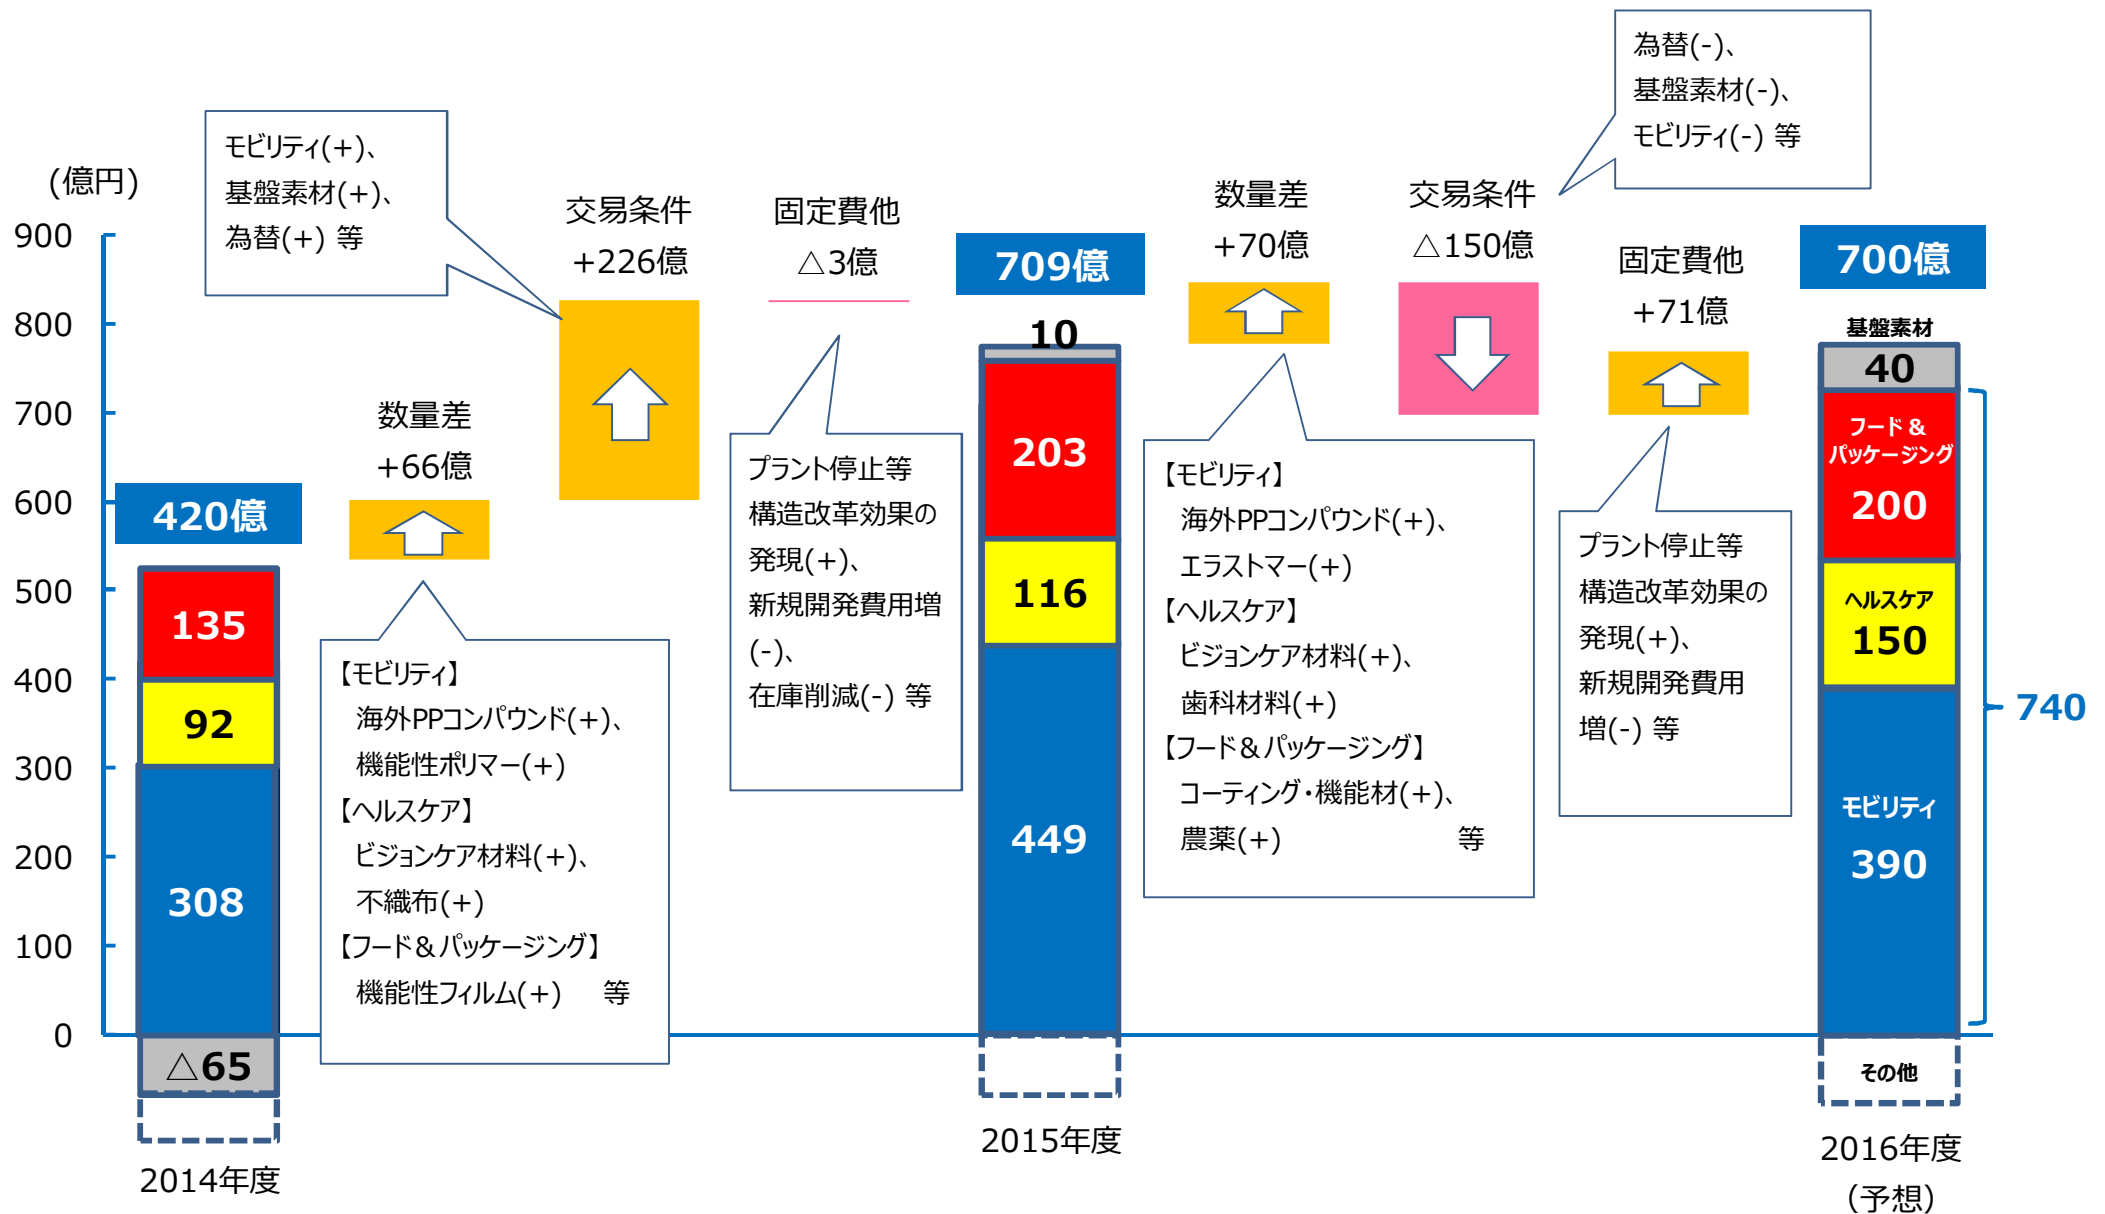 (億円)
900
800
700
600
500
400
300
200
100
0
420億
135
92
308
△65
2014年度
数量差
+66億
【モビリティ】
海外PPコンパウンド(+)、
機能性ポリマー(+)
【ヘルスケア】
ビジョンケア材料(+)、
不織布(+)
【フード&パッケージング】
機能性フィルム(+) 等
モビリティ(+)、
基盤素材(+)、
為替(+) 等
交易条件
+226億
固定費他
△3億
プラント停止等
構造改革効果の
発現(+)、
新規開発費用増
(-)、
在庫削減(-) 等
709億
10
203
116
449
2015年度
数量差
+70億
【モビリティ】
海外PPコンパウンド(+)、
エラストマー(+)
【ヘルスケア】
ビジョンケア材料(+)、
歯科材料(+)
【フード&パッケージング】
コーティング・機能材(+)、
農薬(+) 等
交易条件
△150億
為替(-)、
基盤素材(-)、
モビリティ(-) 等
固定費他
+71億
プラント停止等
構造改革効果の
発現(+)、
新規開発費用
増(-) 等
700億
基盤素材
40
フード &
パッケージング
200
ヘルスケア
150
モビリティ
390
740
その他
2016年度
(予想)